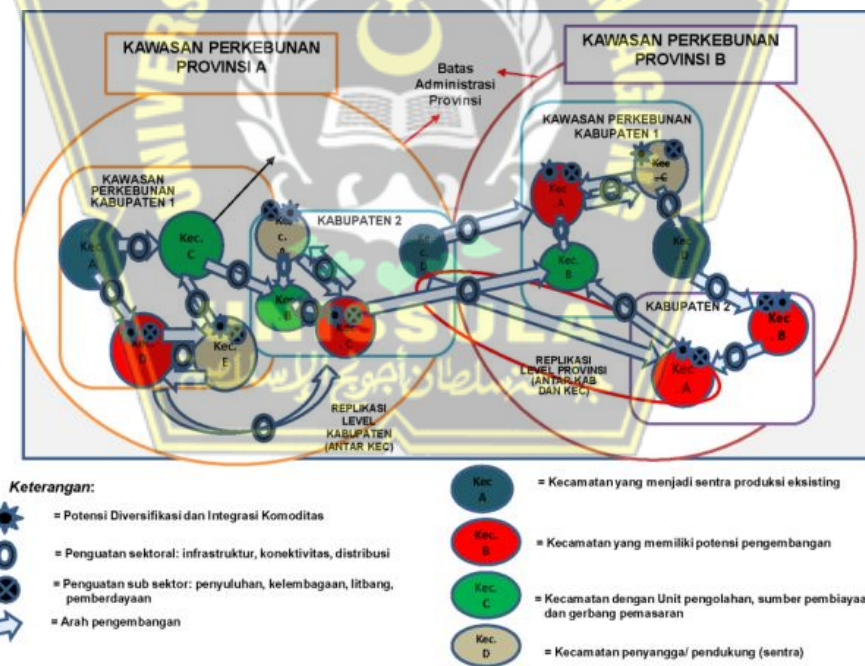 KAWASAN PERKEBUNAN
PROVINSI A
KAWASAN PERKEBUNAN
PROVINSI B
Batas
Administrasi
Provinsi
KAWASAN
PERKEBUNAN
KABUPATEN 1
KABUPATEN 2
KAWASAN PERKEBUNAN
KABUPATEN 1
KABUPATEN 2
Kec.
A
Kec.
C
Kec.
D
Kec.
E
Kec.
B
Kec.
C
Kec
. A
Kec
. C
Kec.
B
Kec
. B
Kec.
A
REPLIKASI
LEVEL
KABUPATEN
(ANTAR KEC)
REPLIKASI
LEVEL PROVINSI
(ANTAR KAB
DAN KEC)
UNISSULA
Keterangan:
= Potensi Diversifikasi dan Integrasi Komoditas
= Penguatan sektoral: infrastruktur, konektivitas, distribusi
= Penguatan sub sektor: penyuluhan, kelembagaan, litbang,
pemberdayaan
= Arah pengembangan
Kec
A
= Kecamatan yang menjadi sentra produksi eksisting
Kec.
B
= Kecamatan yang memiliki potensi pengembangan
Kec.
C
= Kecamatan dengan Unit pengolahan, sumber pembiayaa
dan gerbang pemasaran
Kec.
D
= Kecamatan penyangga/ pendukung (sentra)